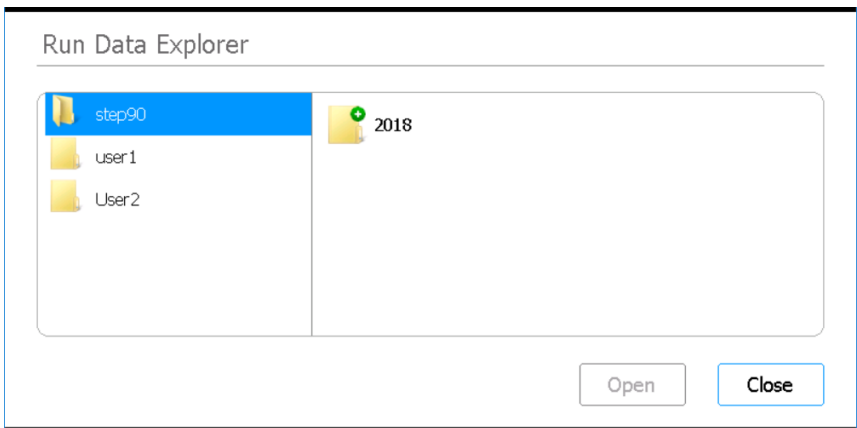 Run Data Explorer
step90
user1
User2
2018
Open
Close